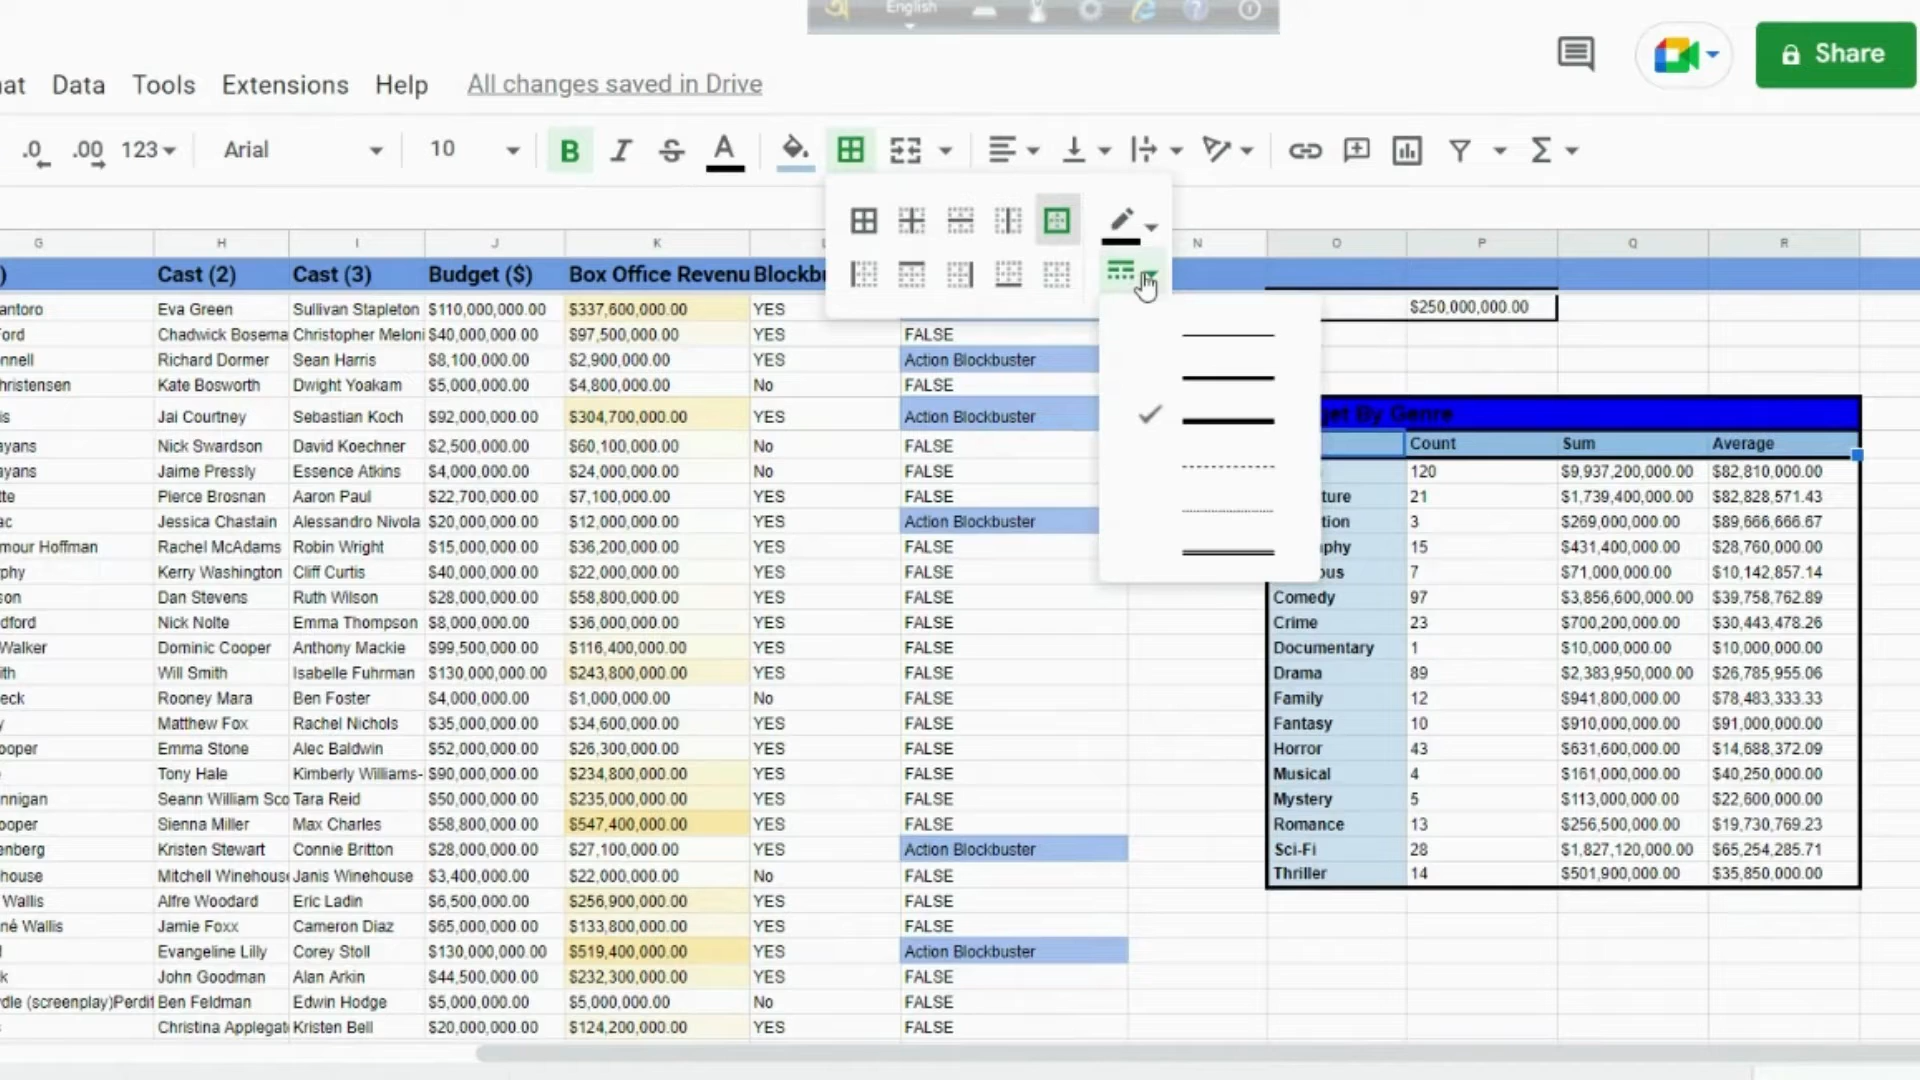 English
Share
at Data Tools Extensions Help All changes saved in Drive
.0 .00 123 Arial 10 B I S A
G H I J K L N O P Q R
) Cast (2) Cast (3) Budget ($) Box Office Revenu Blockbu
antoro Eva Green Sullivan Stapleton $110,000,000.00 $337,600,000.00 YES $250,000,000.00
ord Chadwick Bosema Christopher Meloni $40,000,000.00 $97,500,000.00 YES FALSE
nnell Richard Dormer Sean Harris $8,100,000.00 $2,900,000.00 YES Action Blockbuster
hristensen Kate Bosworth Dwight Yoakam $5,000,000.00 $4,800,000.00 No FALSE
is Jai Courtney Sebastian Koch $92,000,000.00 $304,700,000.00 YES Action Blockbuster get By Genre
ayans Nick Swardson David Koechner $2,500,000.00 $60,100,000.00 No FALSE Count Sum Average
ayans Jaime Pressly Essence Atkins $4,000,000.00 $24,000,000.00 No FALSE 120 $9,937,200,000.00 $82,810,000.00
tte Pierce Brosnan Aaron Paul $22,700,000.00 $7,100,000.00 YES FALSE ture 21 $1,739,400,000.00 $82,828,571.43
ac Jessica Chastain Alessandro Nivola $20,000,000.00 $12,000,000.00 YES Action Blockbuster tion 3 $269,000,000.00 $89,666,666.67
mour Hoffman Rachel McAdams Robin Wright $15,000,000.00 $36,200,000.00 YES FALSE phy 15 $431,400,000.00 $28,760,000.00
phy Kerry Washington Cliff Curtis $40,000,000.00 $22,000,000.00 YES FALSE ous 7 $71,000,000.00 $10,142,857.14
son Dan Stevens Ruth Wilson $28,000,000.00 $58,800,000.00 YES FALSE Comedy 97 $3,856,600,000.00 $39,758,762.89
dford Nick Nolte Emma Thompson $8,000,000.00 $36,000,000.00 YES FALSE Crime 23 $700,200,000.00 $30,443,478.26
Walker Dominic Cooper Anthony Mackie $99,500,000.00 $116,400,000.00 YES FALSE Documentary 1 $10,000,000.00 $10,000,000.00
ith Will Smith Isabelle Fuhrman $130,000,000.00 $243,800,000.00 YES FALSE Drama 89 $2,383,950,000.00 $26,785,955.06
eck Rooney Mara Ben Foster $4,000,000.00 $1,000,000.00 No FALSE Family 12 $941,800,000.00 $78,483,333.33
y Matthew Fox Rachel Nichols $35,000,000.00 $34,600,000.00 YES FALSE Fantasy 10 $910,000,000.00 $91,000,000.00
ooper Emma Stone Alec Baldwin $52,000,000.00 $26,300,000.00 YES FALSE Horror 43 $631,600,000.00 $14,688,372.09
Tony Hale Kimberly Williams- $90,000,000.00 $234,800,000.00 YES FALSE Musical 4 $161,000,000.00 $40,250,000.00
nnigan Seann William Sco Tara Reid $50,000,000.00 $235,000,000.00 YES FALSE Mystery 5 $113,000,000.00 $22,600,000.00
ooper Sienna Miller Max Charles $58,800,000.00 $547,400,000.00 YES FALSE Romance 13 $256,500,000.00 $19,730,769.23
enberg Kristen Stewart Connie Britton $28,000,000.00 $27,100,000.00 YES Action Blockbuster Sci-Fi 28 $1,827,120,000.00 $65,254,285.71
house Mitchell Winehous Janis Winehouse $3,400,000.00 $22,000,000.00 No FALSE Thriller 14 $501,900,000.00 $35,850,000.00
Wallis Alfre Woodard Eric Ladin $6,500,000.00 $256,900,000.00 YES FALSE
né Wallis Jamie Foxx Cameron Diaz $65,000,000.00 $133,800,000.00 YES FALSE
l Evangeline Lilly Corey Stoll $130,000,000.00 $519,400,000.00 YES Action Blockbuster
k John Goodman Alan Arkin $44,500,000.00 $232,300,000.00 YES FALSE
dle (screenplay)Perdit Ben Feldman Edwin Hodge $5,000,000.00 $5,000,000.00 No FALSE
s Christina Applegat Kristen Bell $20,000,000.00 $124,200,000.00 YES FALSE